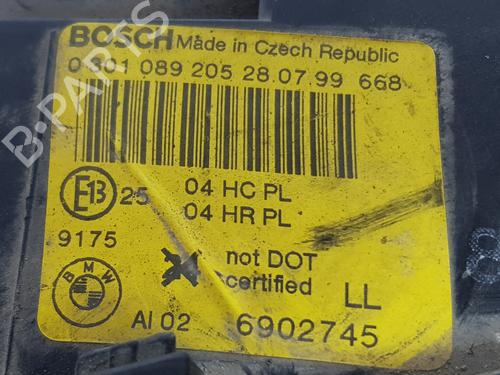 BOSCH Made in Czech Republic
0 301 089 205 28.07.99 668
E13 25 04 HC PL
04 HR PL
9175
not DOT
certified LL
BMW
AI 02 6902745
B-PARTS